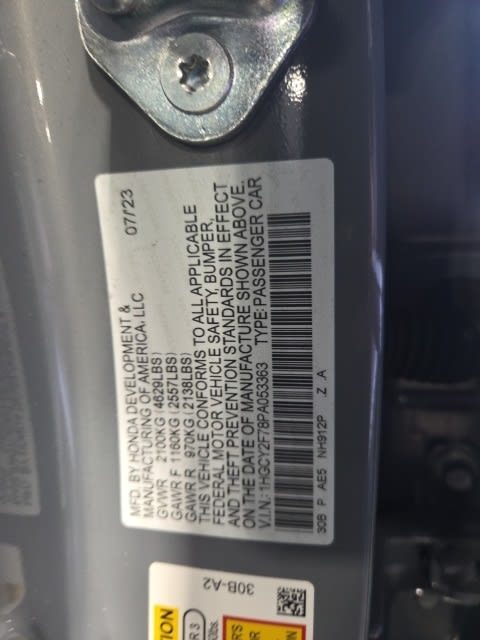 MFD. BY HONDA DEVELOPMENT &
MANUFACTURING OF AMERICA, LLC 07/23
GVWR 2100KG (4629LBS)
GAWR F 1160KG (2557LBS)
GAWR R 970KG (2138LBS)
THIS VEHICLE CONFORMS TO ALL APPLICABLE
FEDERAL MOTOR VEHICLE SAFETY, BUMPER,
AND THEFT PREVENTION STANDARDS IN EFFECT
ON THE DATE OF MANUFACTURE SHOWN ABOVE.
V.I.N.: 1HGCY2F78PA053363 TYPE: PASSENGER CAR
30B P AE5 NH912P .Z .A
30B-A2